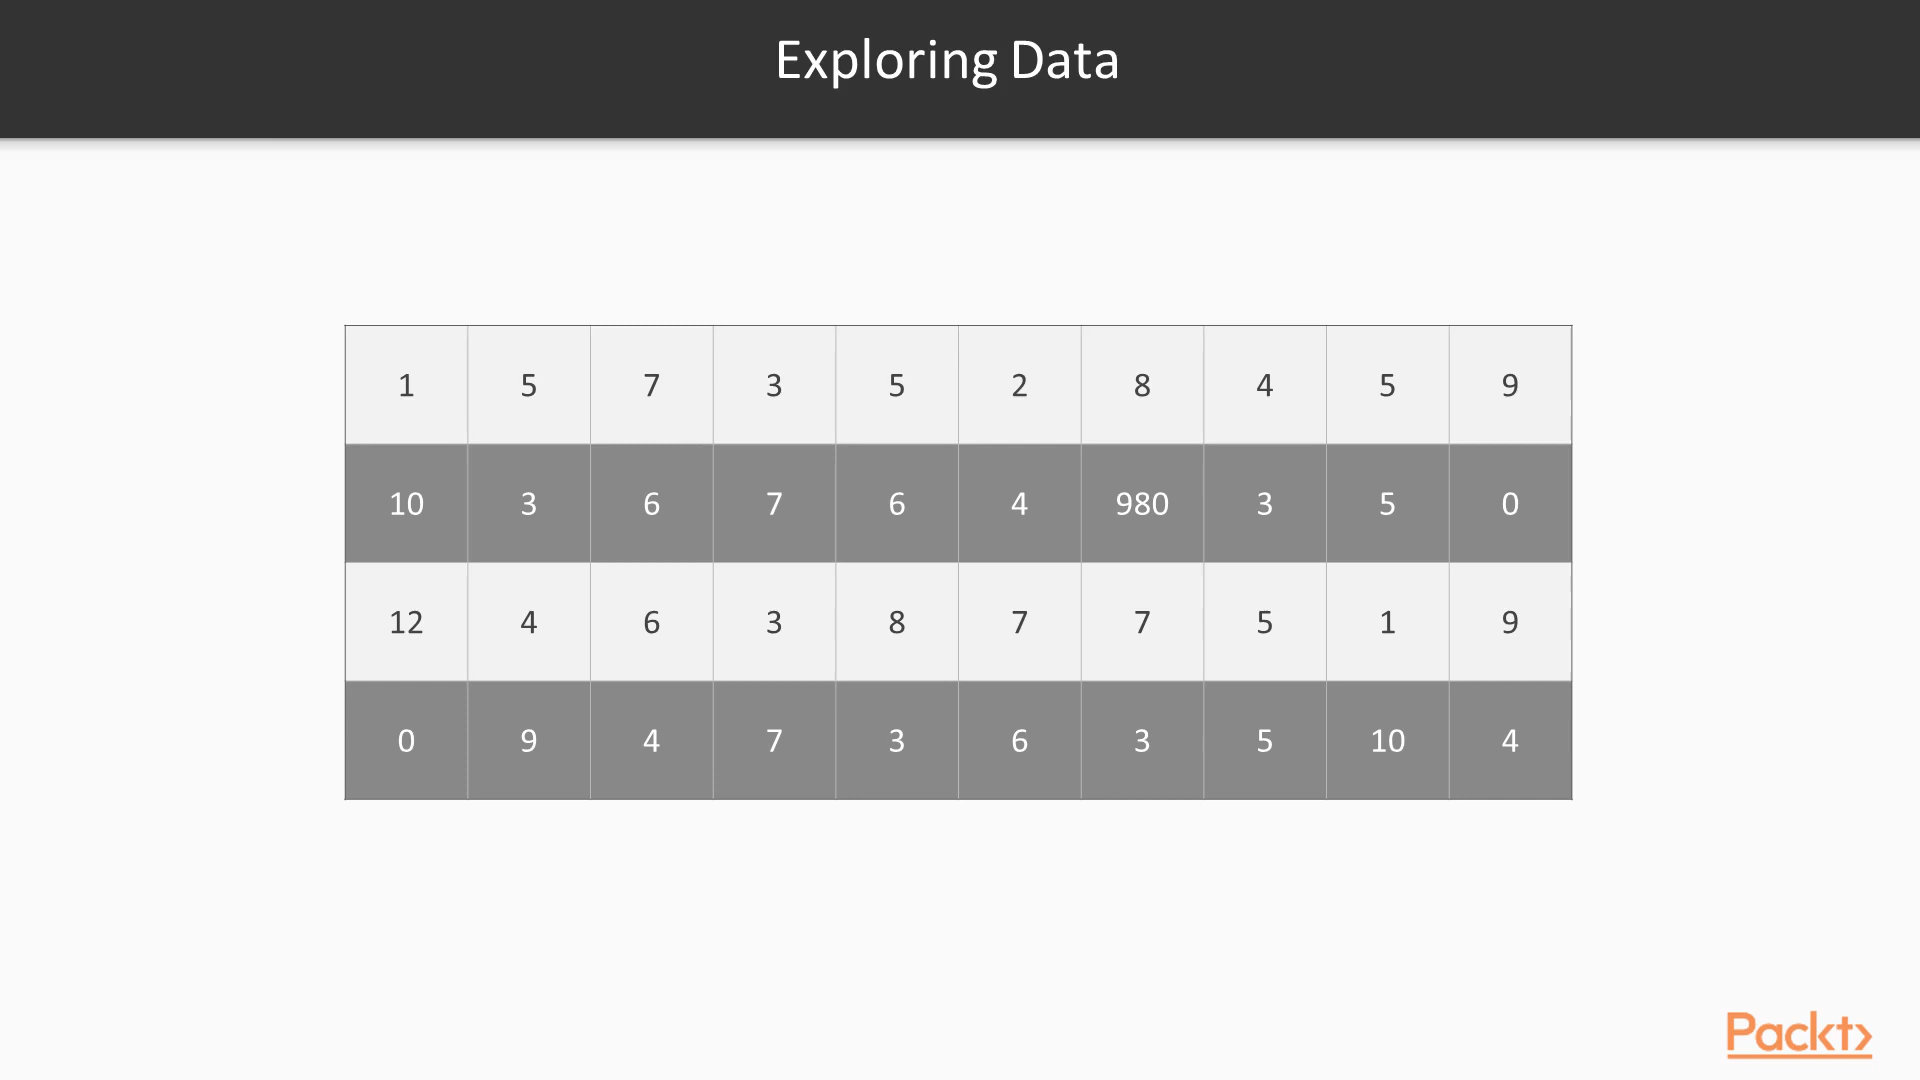 Exploring Data
1 5 7 3 5 2 8 4 5 9
10 3 6 7 6 4 980 3 5 0
12 4 6 3 8 7 7 5 1 9
0 9 4 7 3 6 3 5 10 4
Packt>